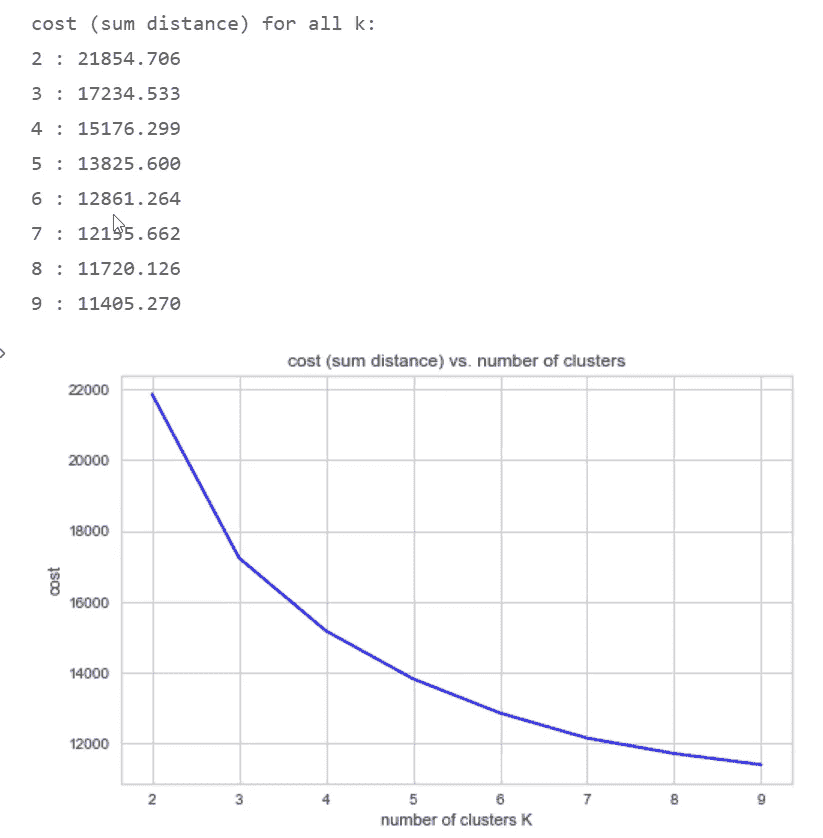 cost (sum distance) for all k:
2 : 21854.706
3 : 17234.533
4 : 15176.299
5 : 13825.600
6 : 12861.264
7 : 12155.662
8 : 11720.126
9 : 11405.270
cost (sum distance) vs. number of clusters
22000
20000
18000
16000
14000
12000
cost
2 3 4 5 6 7 8 9
number of clusters K